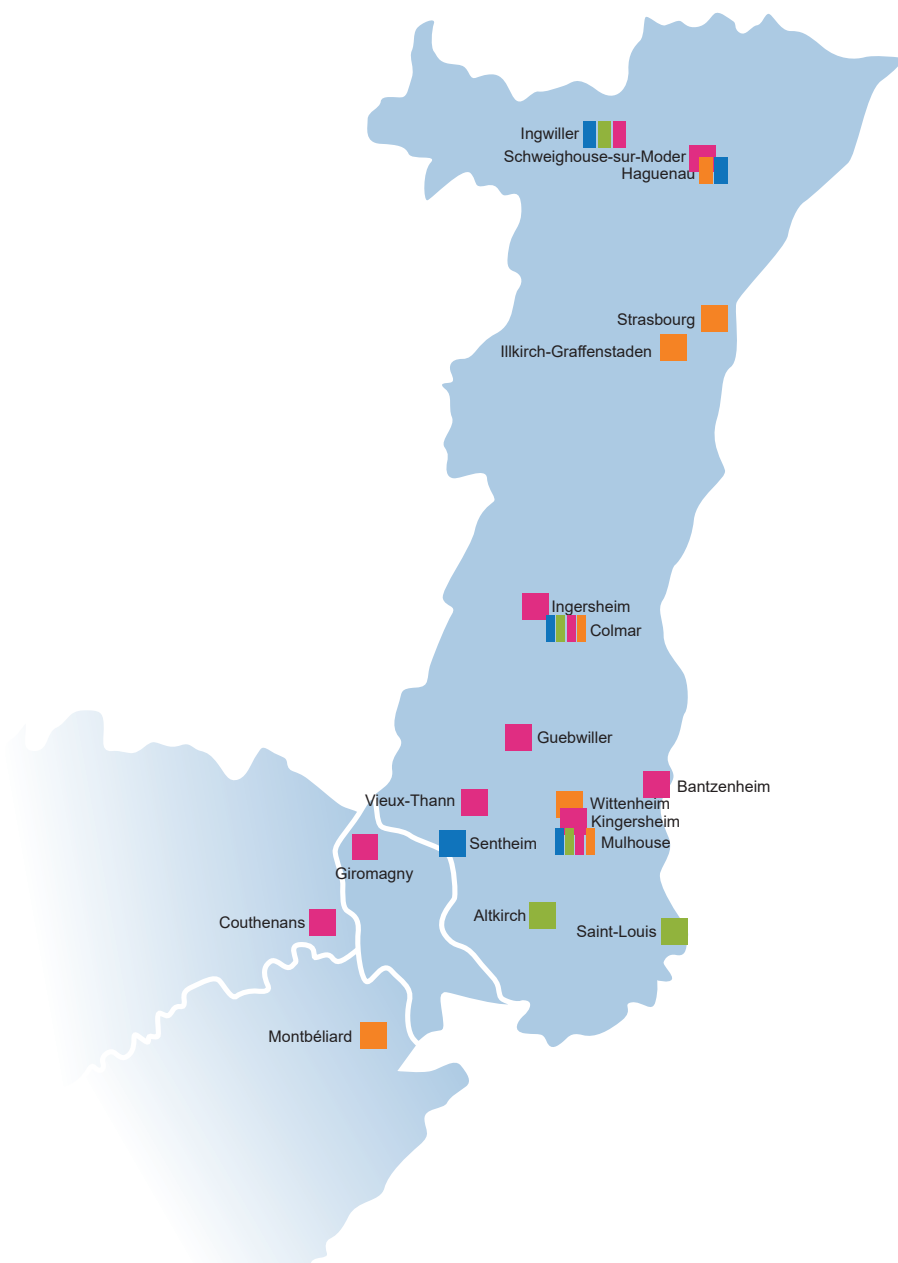 Ingwiller
Schweighouse-sur-Moder
Haguenau
Strasbourg
Illkirch-Graffenstaden
Ingersheim
Colmar
Guebwiller
Bantzenheim
Vieux-Thann
Wittenheim
Kingersheim
Mulhouse
Sentheim
Giromagny
Altkirch
Couthenans
Saint-Louis
Montbéliard